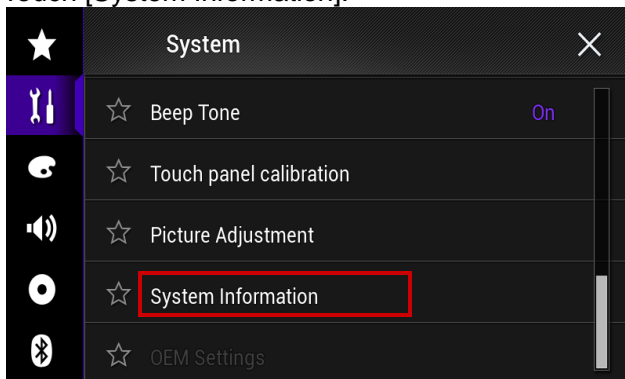 Touch [System Information].
System
Beep Tone On
Touch panel calibration
Picture Adjustment
System Information
OEM Settings